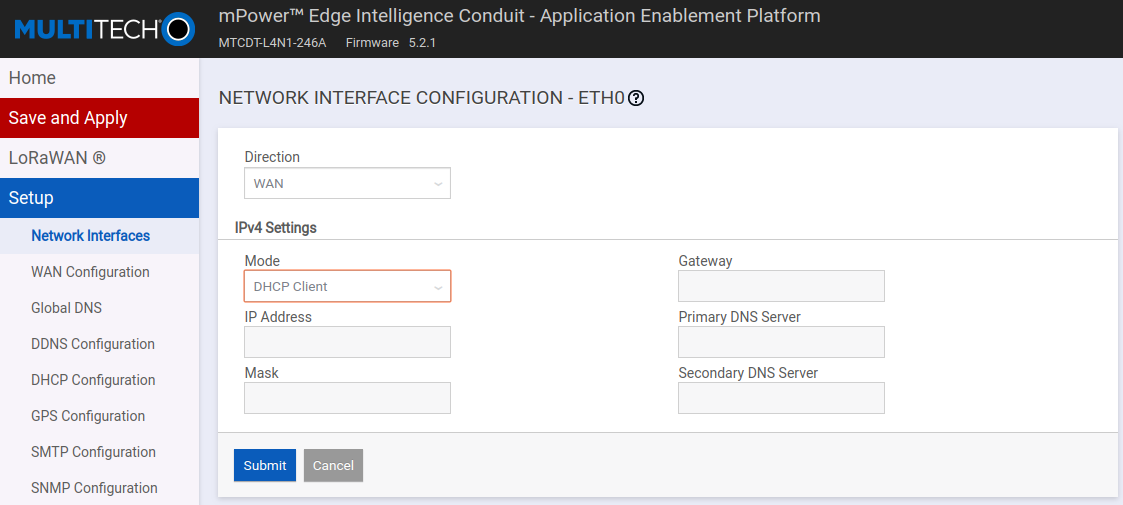 MULTITECH
mPower™ Edge Intelligence Conduit - Application Enablement Platform
MTCDT-L4N1-246A Firmware 5.2.1
Home
Save and Apply
LoRaWAN ®
Setup
Network Interfaces
WAN Configuration
Global DNS
DDNS Configuration
DHCP Configuration
GPS Configuration
SMTP Configuration
SNMP Configuration
NETWORK INTERFACE CONFIGURATION - ETH0 ?
Direction
WAN
IPv4 Settings
Mode
DHCP Client
IP Address
Mask
Gateway
Primary DNS Server
Secondary DNS Server
Submit
Cancel